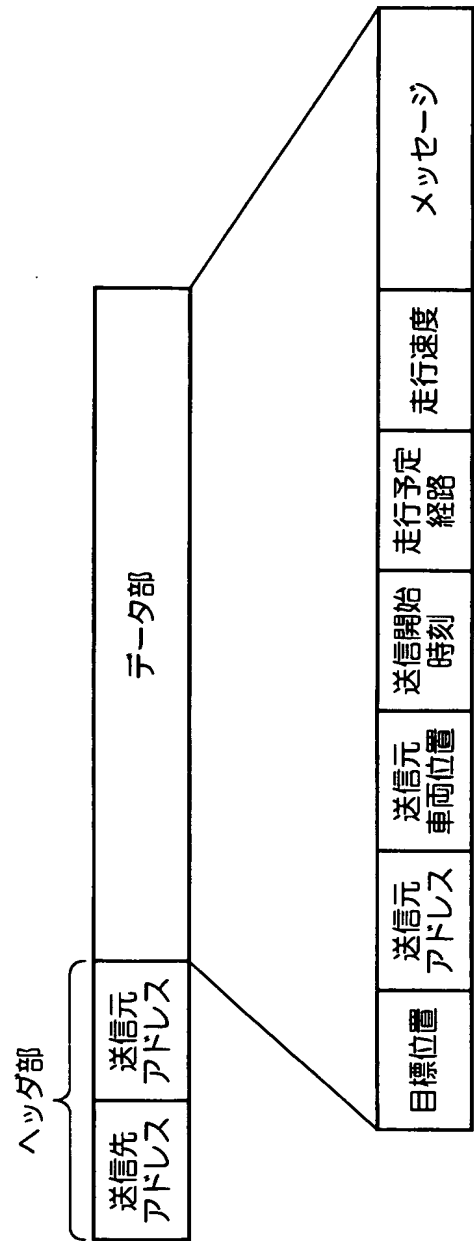 ヘッダ部
送信先
アドレス
送信元
アドレス
データ部
目標位置
送信元
アドレス
送信元
車両位置
送信開始
時刻
走行予定
経路
走行速度
メッセージ